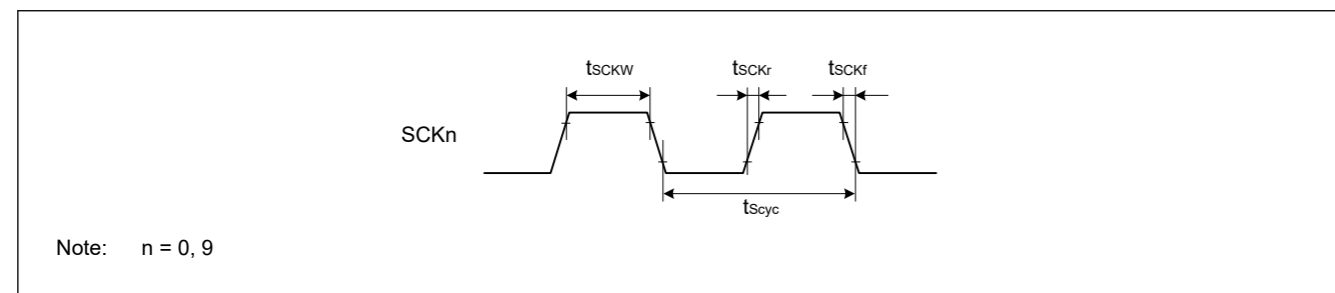 tSCKW
tSCKr
tSCKf
SCKn
tScyc
Note: n = 0, 9